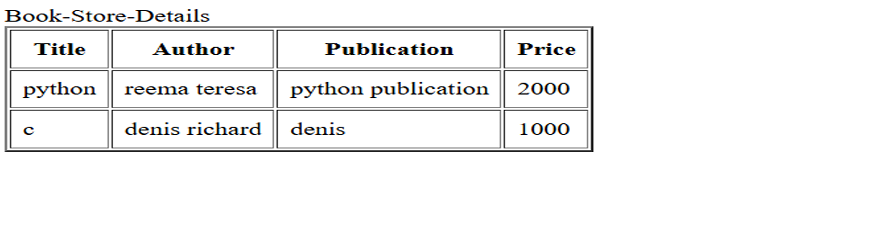 Book-Store-Details
Title Author Publication Price
python reema teresa python publication 2000
c denis richard denis 1000